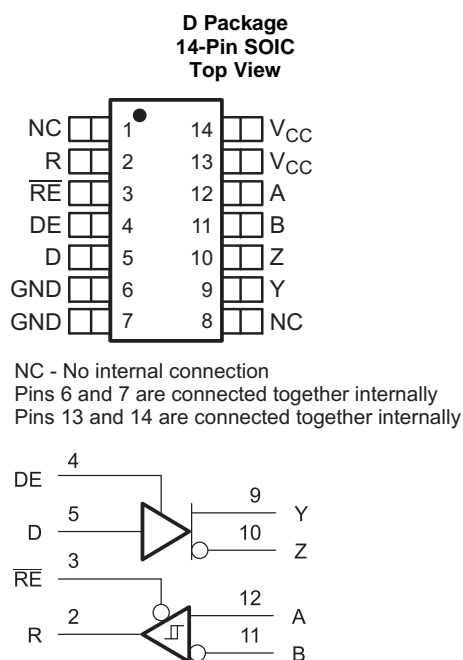 D Package
14-Pin SOIC
Top View
NC 1 14 VCC
R 2 13 VCC
RE 3 12 A
DE 4 11 B
D 5 10 Z
GND 6 9 Y
GND 7 8 NC
NC - No internal connection
Pins 6 and 7 are connected together internally
Pins 13 and 14 are connected together internally
DE 4
D 5 9 Y
10 Z
RE 3
R 2 12 A
11 B